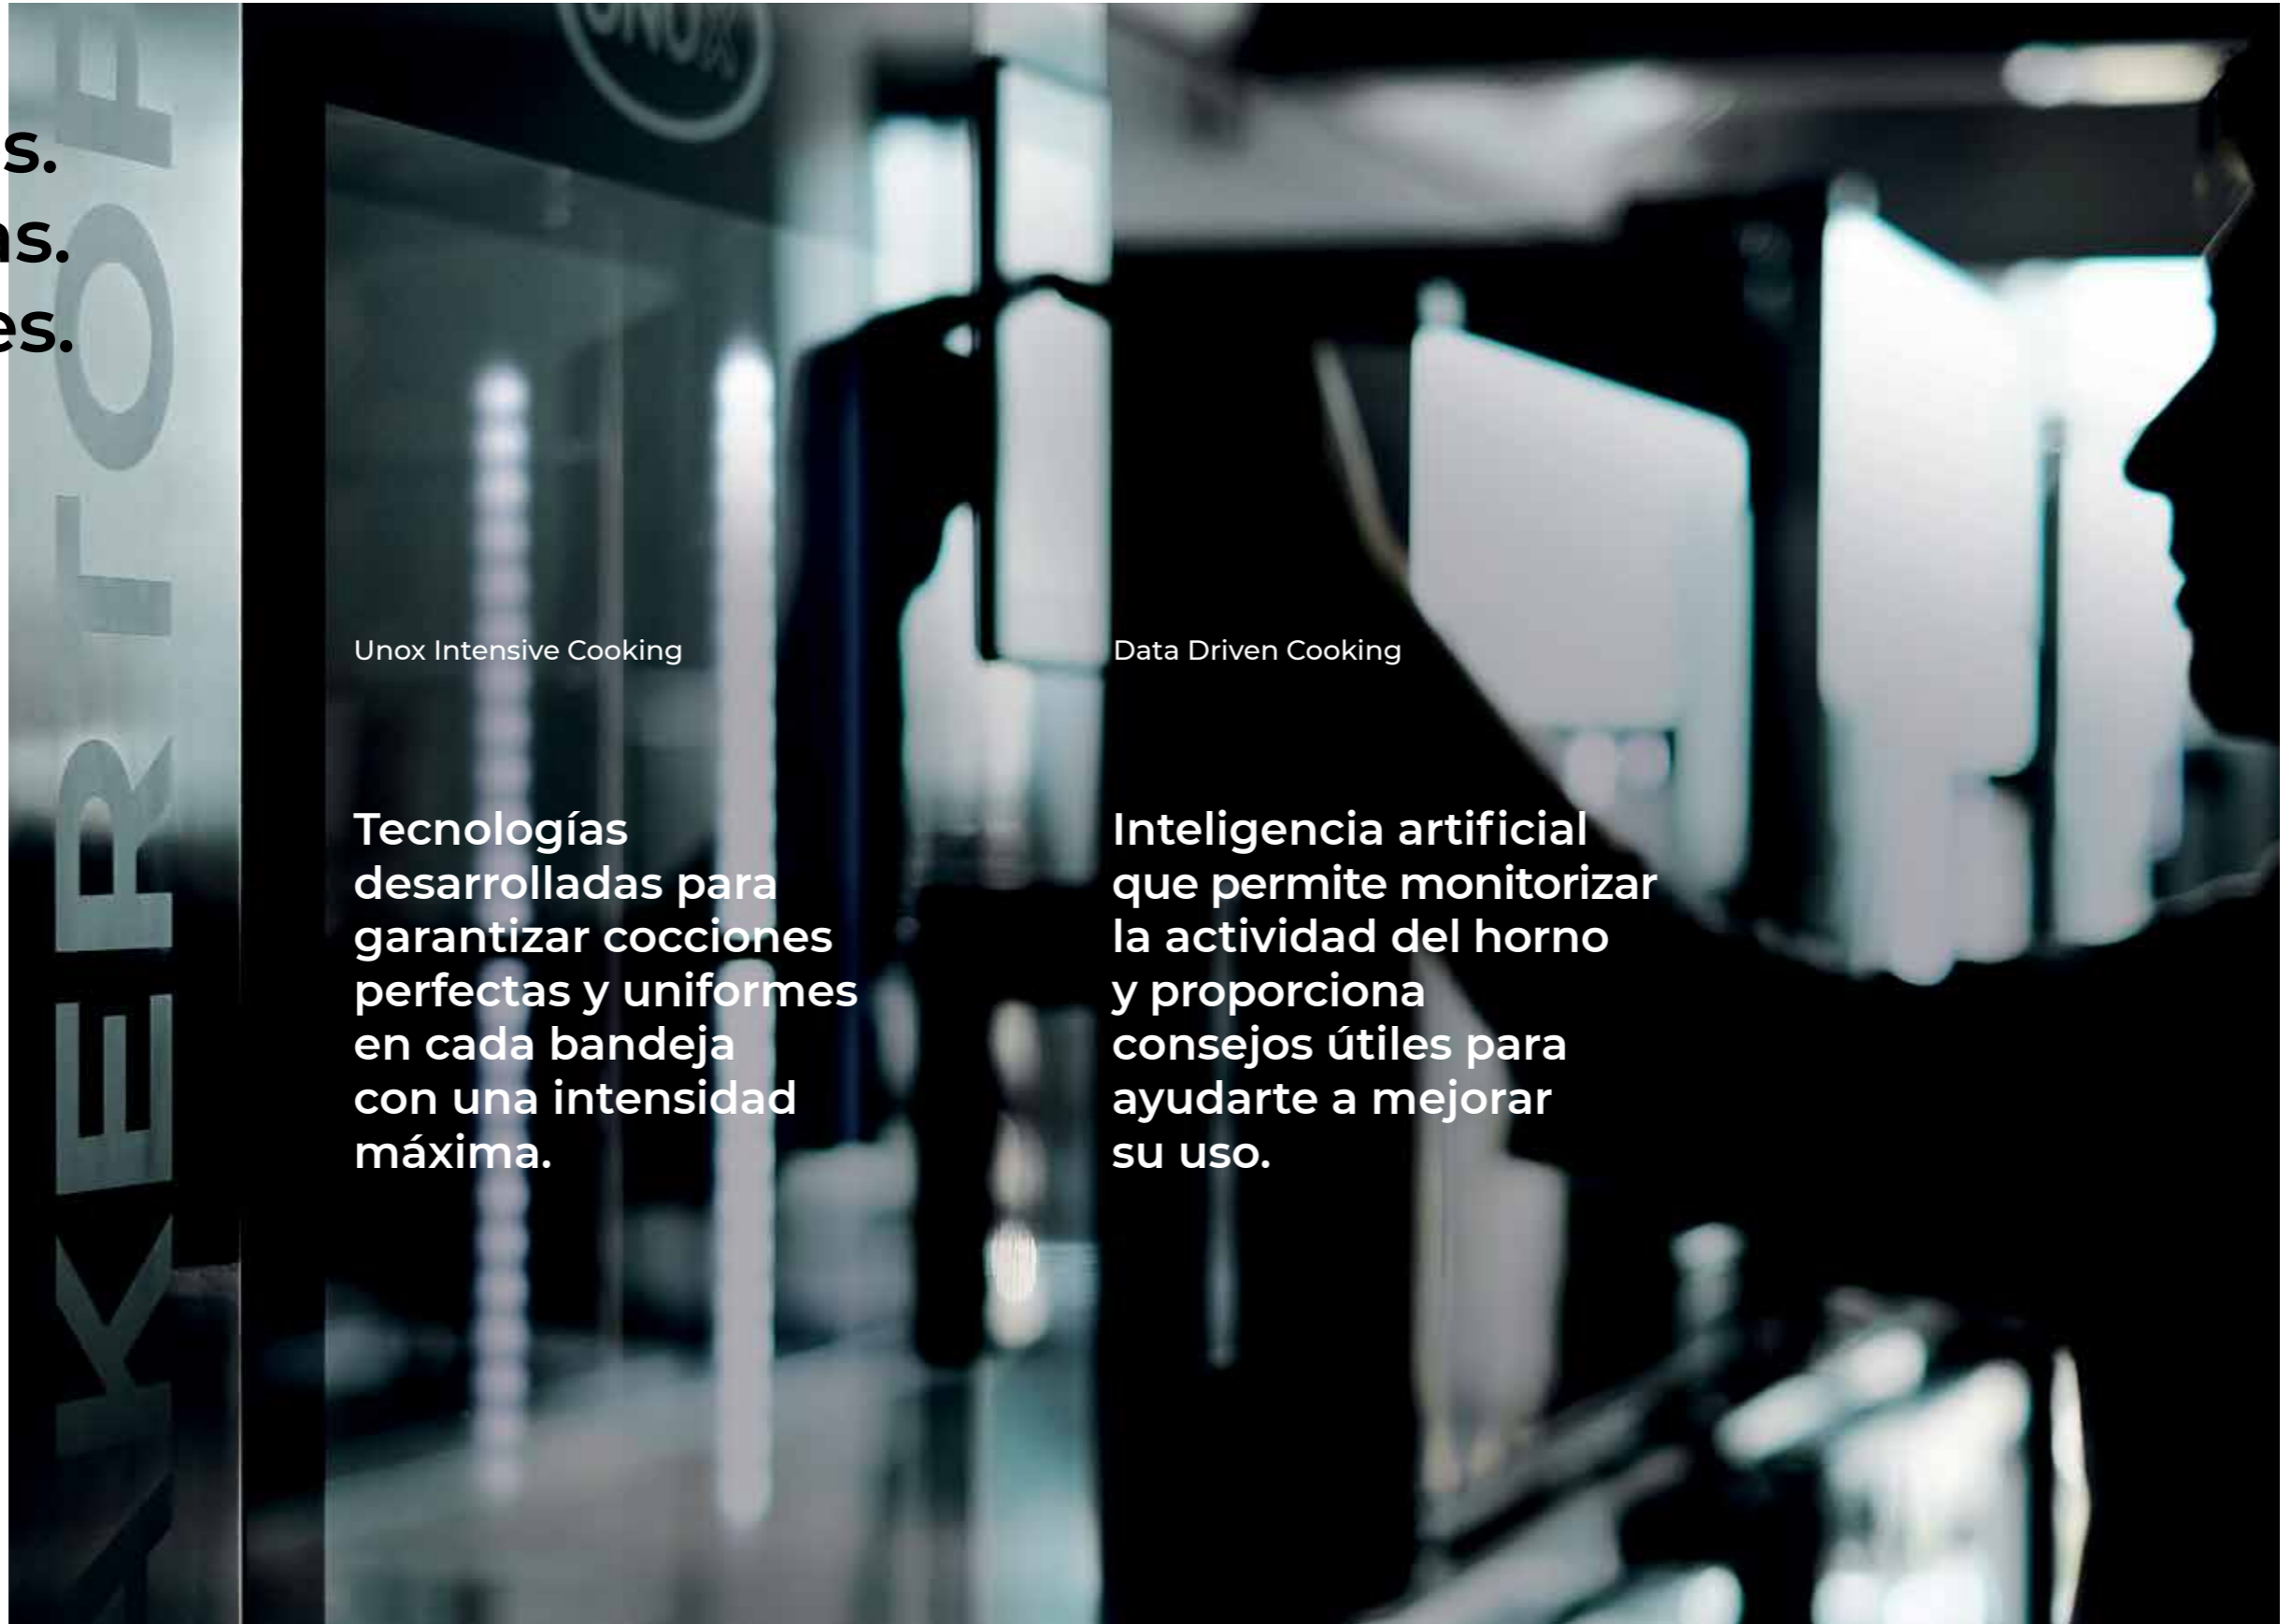 UNOX
s.
as.
es.
Unox Intensive Cooking
Tecnologías
desarrolladas para
garantizar cocciones
perfectas y uniformes
en cada bandeja
con una intensidad
máxima.
Data Driven Cooking
Inteligencia artificial
que permite monitorizar
la actividad del horno
y proporciona
consejos útiles para
ayudarte a mejorar
su uso.
AKERTOP